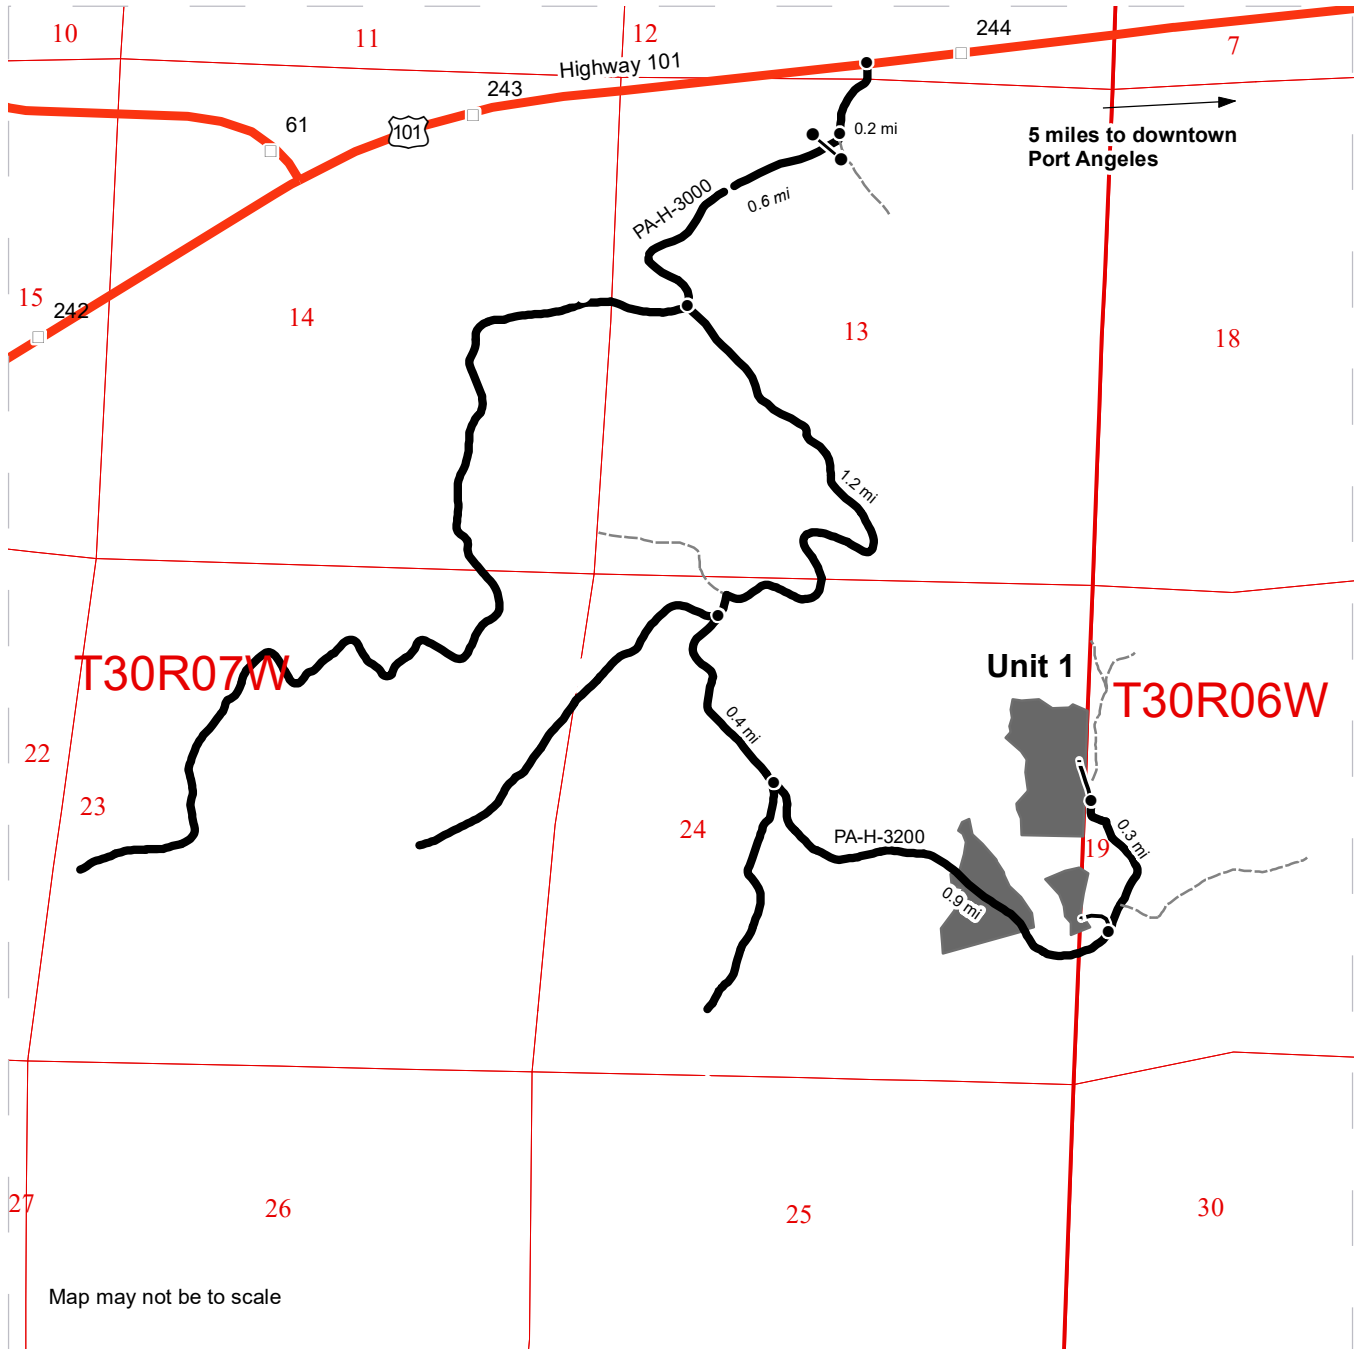 10
11
12
244
7
Highway 101
243
61
101
0.2 mi
5 miles to downtown
Port Angeles
PA-H-3000
0.6 mi
15
242
14
13
18
1.2 mi
T30R07W
Unit 1
T30R06W
22
23
0.4 mi
24
PA-H-3200
19
0.3 mi
0.9 mi
27
26
25
30
Map may not be to scale